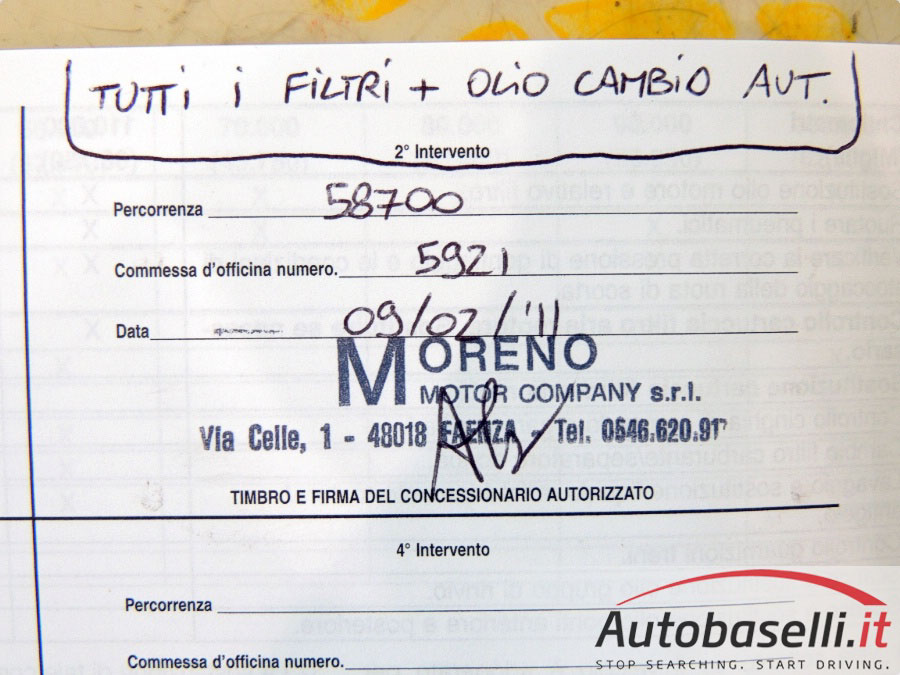 TUTTI I FILTRI + OLIO CAMBIO AUT.
2° Intervento
Percorrenza 58700
Commessa d'officina numero. 5921
Data 09/02/'11
MORENO
MOTOR COMPANY s.r.l.
Via Celle, 1 - 48018 FAENZA - Tel. 0546.620.917
TIMBRO E FIRMA DEL CONCESSIONARIO AUTORIZZATO
4° Intervento
Percorrenza
Commessa d'officina numero.
Autobaselli.it
STOP SEARCHING. START DRIVING.